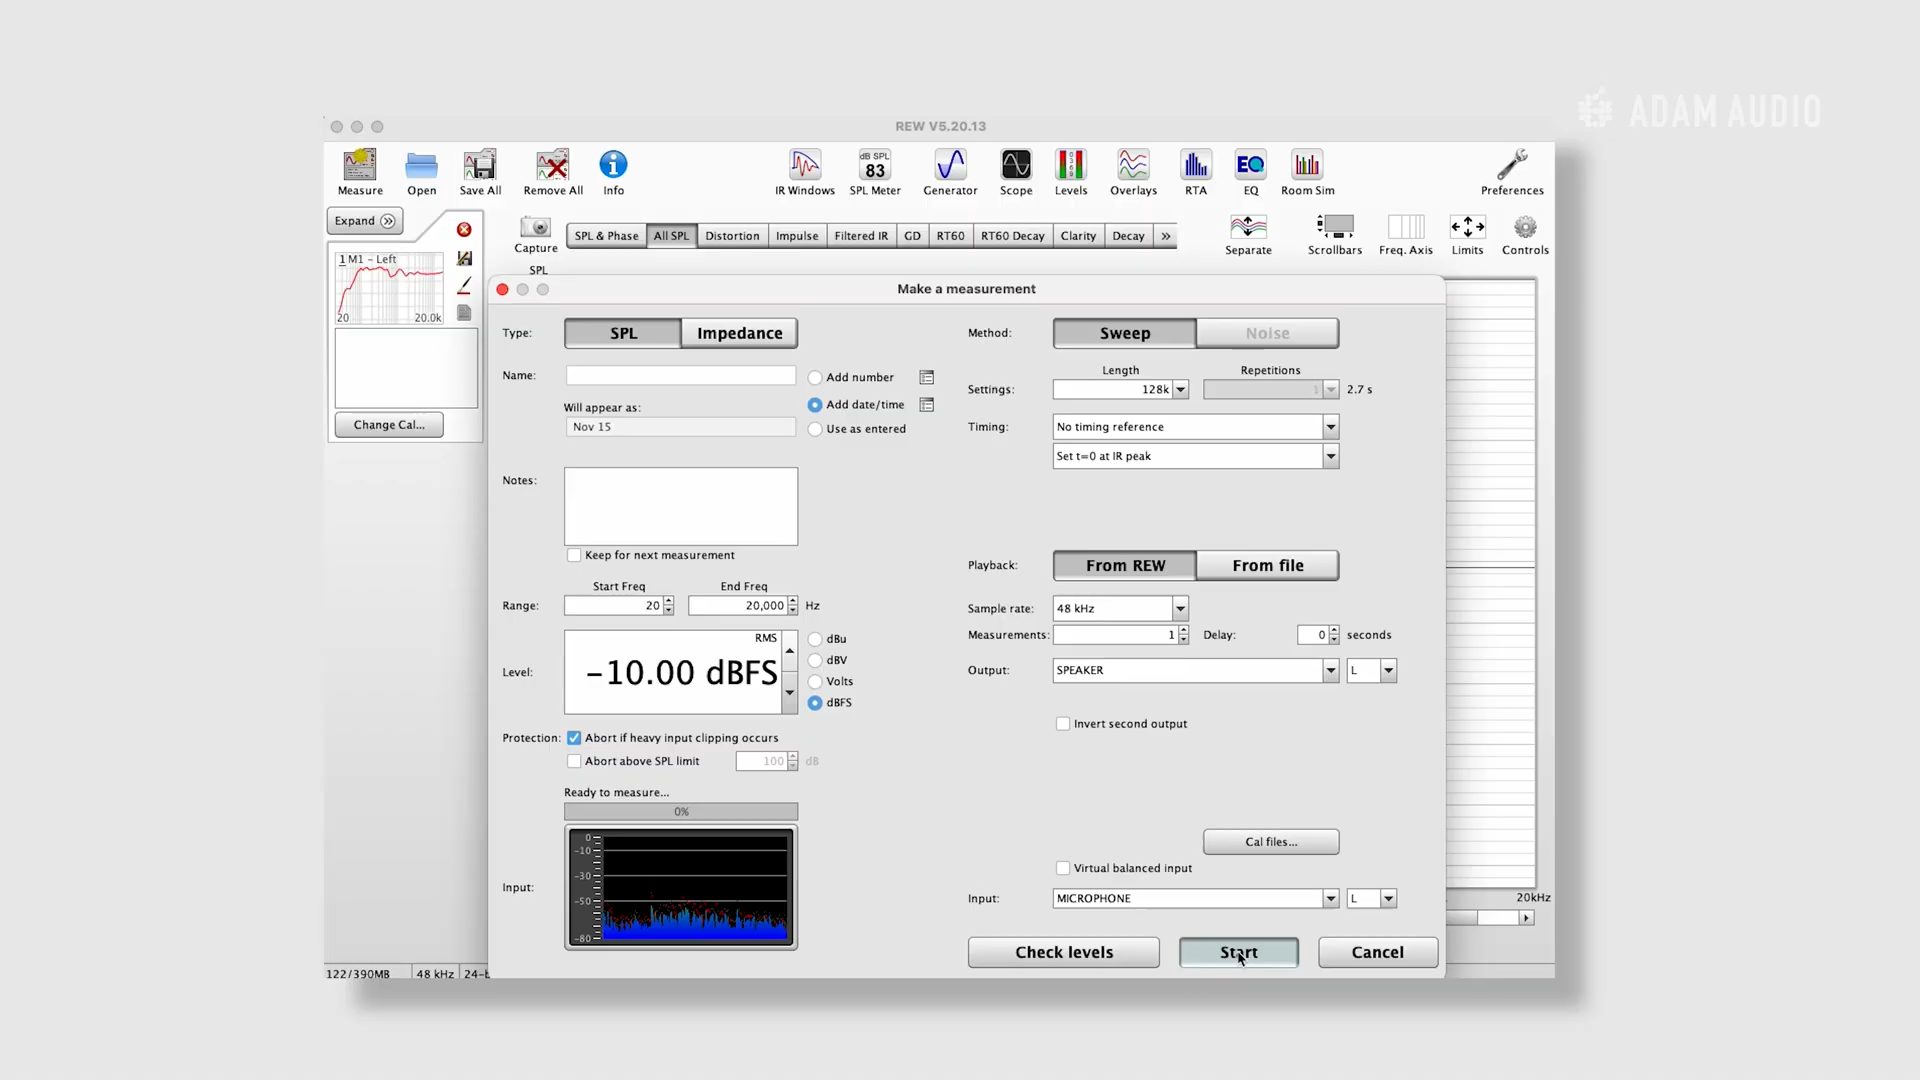 ADAM AUDIO
REW V5.20.13
Measure
Open
Save All
Remove All
Info
IR Windows
dB SPL
83
SPL Meter
Generator
Scope
Levels
Overlays
RTA
EQ
EQ
Room Sim
Preferences
Expand
Capture
SPL & Phase
All SPL
Distortion
Impulse
Filtered IR
GD
RT60
RT60 Decay
Clarity
Decay
»
Separate
Scrollbars
Freq. Axis
Limits
Controls
SPL
1 M1 - Left
20
20.0k
Change Cal...
Make a measurement
Type:
SPL
Impedance
Name:
Add number
Will appear as:
Add date/time
Nov 15
Use as entered
Notes:
Keep for next measurement
Start Freq
End Freq
Range:
20
20,000
Hz
RMS
Level:
-10.00 dBFS
dBu
dBV
Volts
dBFS
Protection:
Abort if heavy input clipping occurs
Abort above SPL limit
100
dB
Ready to measure...
0%
Input:
0
-10
-30
-50
-80
Method:
Sweep
Noise
Length
Repetitions
Settings:
128k
1
2.7 s
Timing:
No timing reference
Set t=0 at IR peak
Playback:
From REW
From file
Sample rate:
48 kHz
Measurements:
1
Delay:
0
seconds
Output:
SPEAKER
L
Invert second output
Cal files...
Virtual balanced input
Input:
MICROPHONE
L
Check levels
Start
Cancel
20kHz
122/390MB
48 kHz
24-b